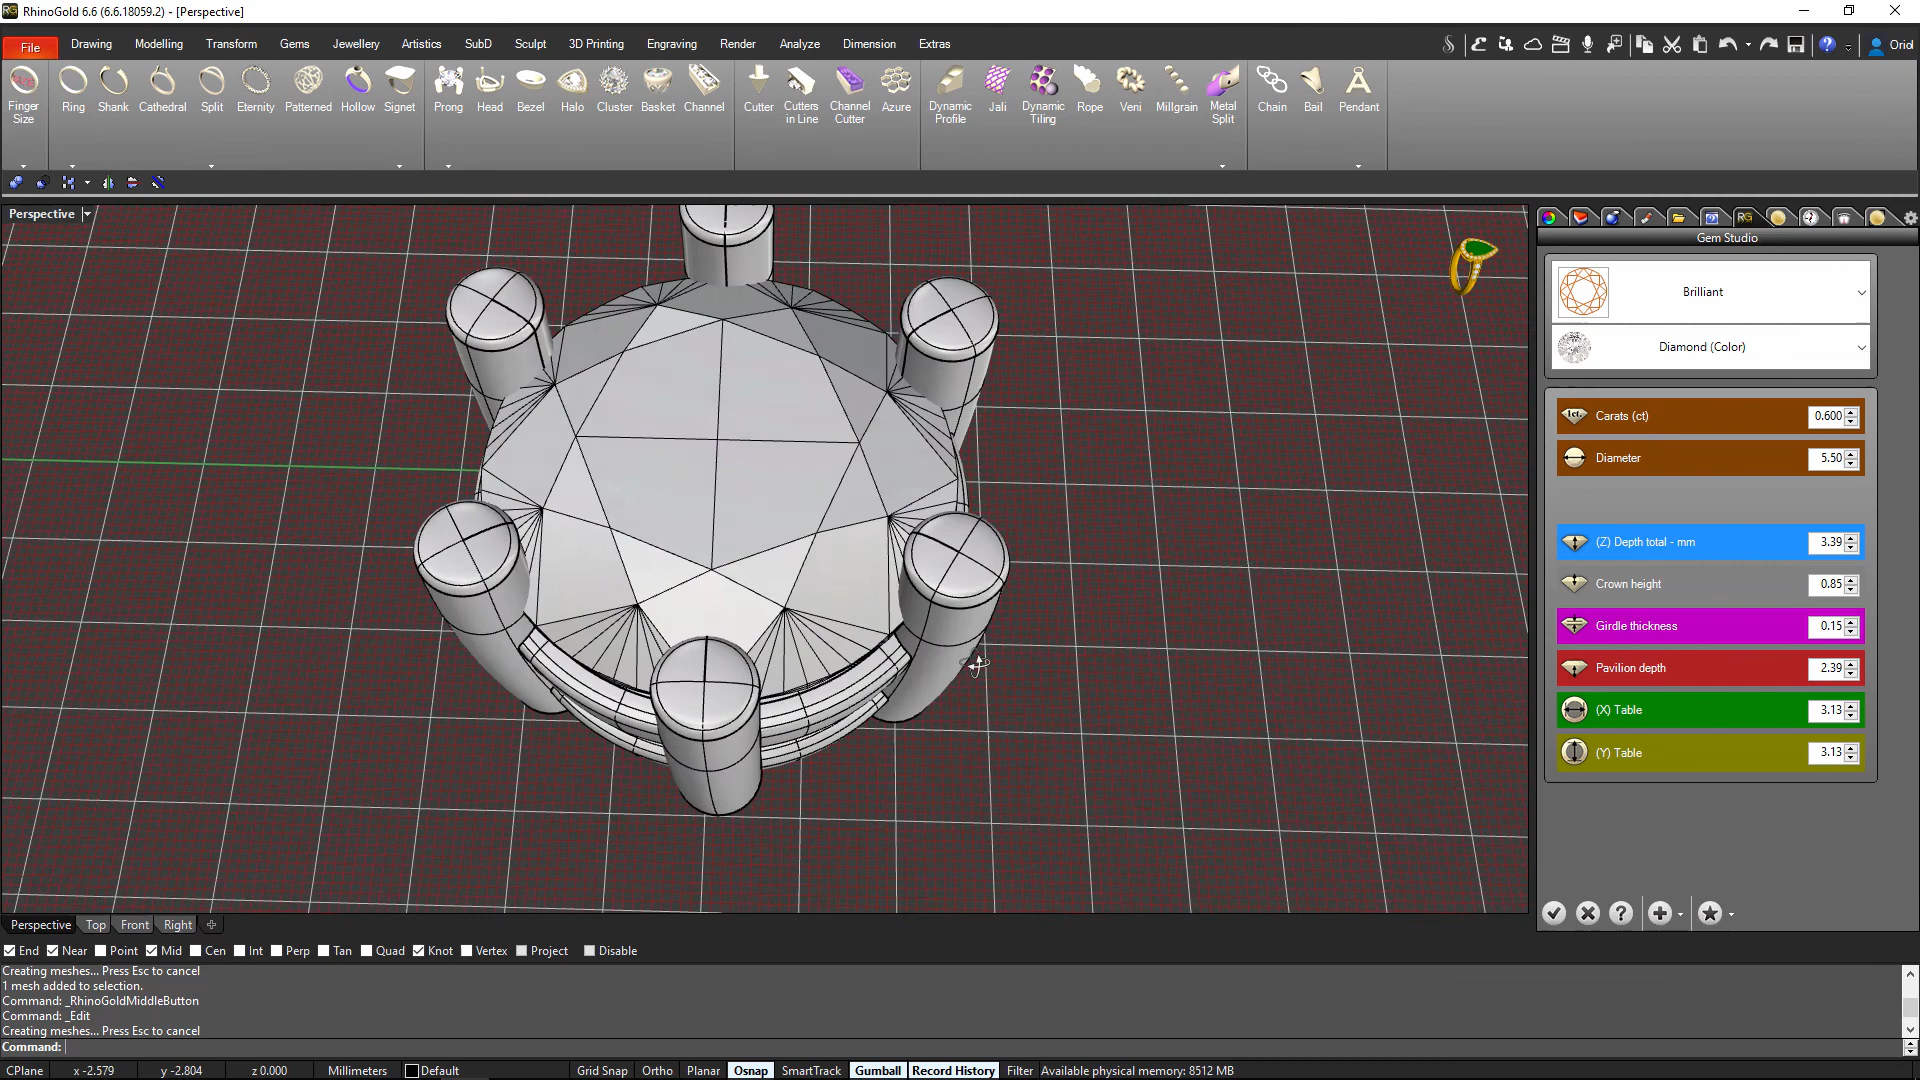 RhinoGold 6.6 (6.6.18059.2) - [Perspective]
File Drawing Modelling Transform Gems Jewellery Artistics SubD Sculpt 3D Printing Engraving Render Analyze Dimension Extras
Oriol
Finger Size
Ring Shank Cathedral Split Eternity Patterned Hollow Signet
Prong Head Bezel Halo Cluster Basket Channel
Cutter
Cutters in Line
Channel Cutter
Azure
Dynamic Profile
Jali
Dynamic Tiling
Rope Veni Millgrain
Metal Split
Chain Bail Pendant
Perspective
RG
Gem Studio
Brilliant
Diamond (Color)
1ct. Carats (ct) 0.600
Diameter 5.50
(Z) Depth total - mm 3.39
Crown height 0.85
Girdle thickness 0.15
Pavilion depth 2.39
(X) Table 3.13
(Y) Table 3.13
Perspective Top Front Right
End Near Point Mid Cen Int Perp Tan Quad Knot Vertex Project Disable
Creating meshes... Press Esc to cancel
1 mesh added to selection.
Command: _RhinoGoldMiddleButton
Command: _Edit
Creating meshes... Press Esc to cancel
Command:
CPlane x -2.579 y -2.804 z 0.000 Millimeters Default Grid Snap Ortho Planar Osnap SmartTrack Gumball Record History Filter Available physical memory: 8512 MB